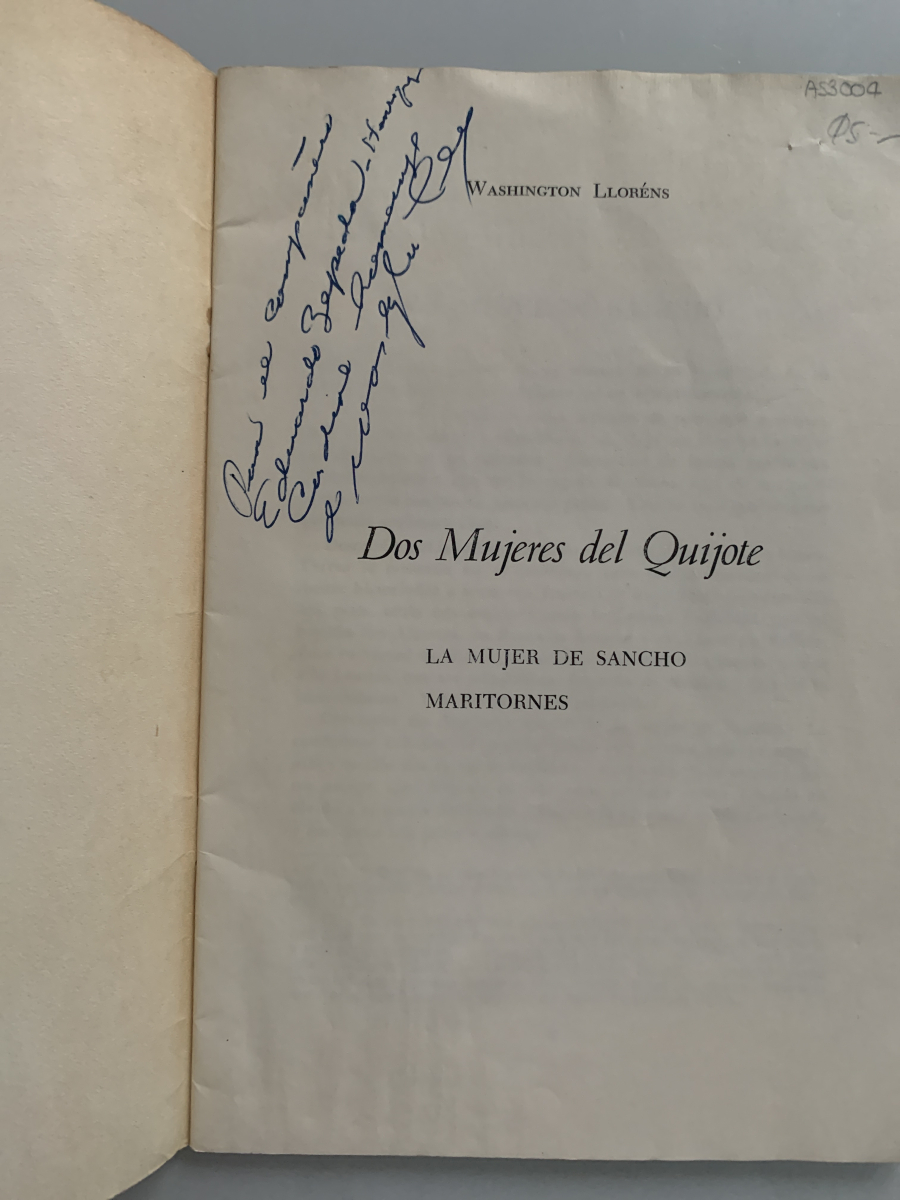 AS3004
Para el compañero
Eduardo Zepeda-Henríquez
Cordial
WASHINGTON LLORÉNS
Dos Mujeres del Quijote
LA MUJER DE SANCHO
MARITORNES